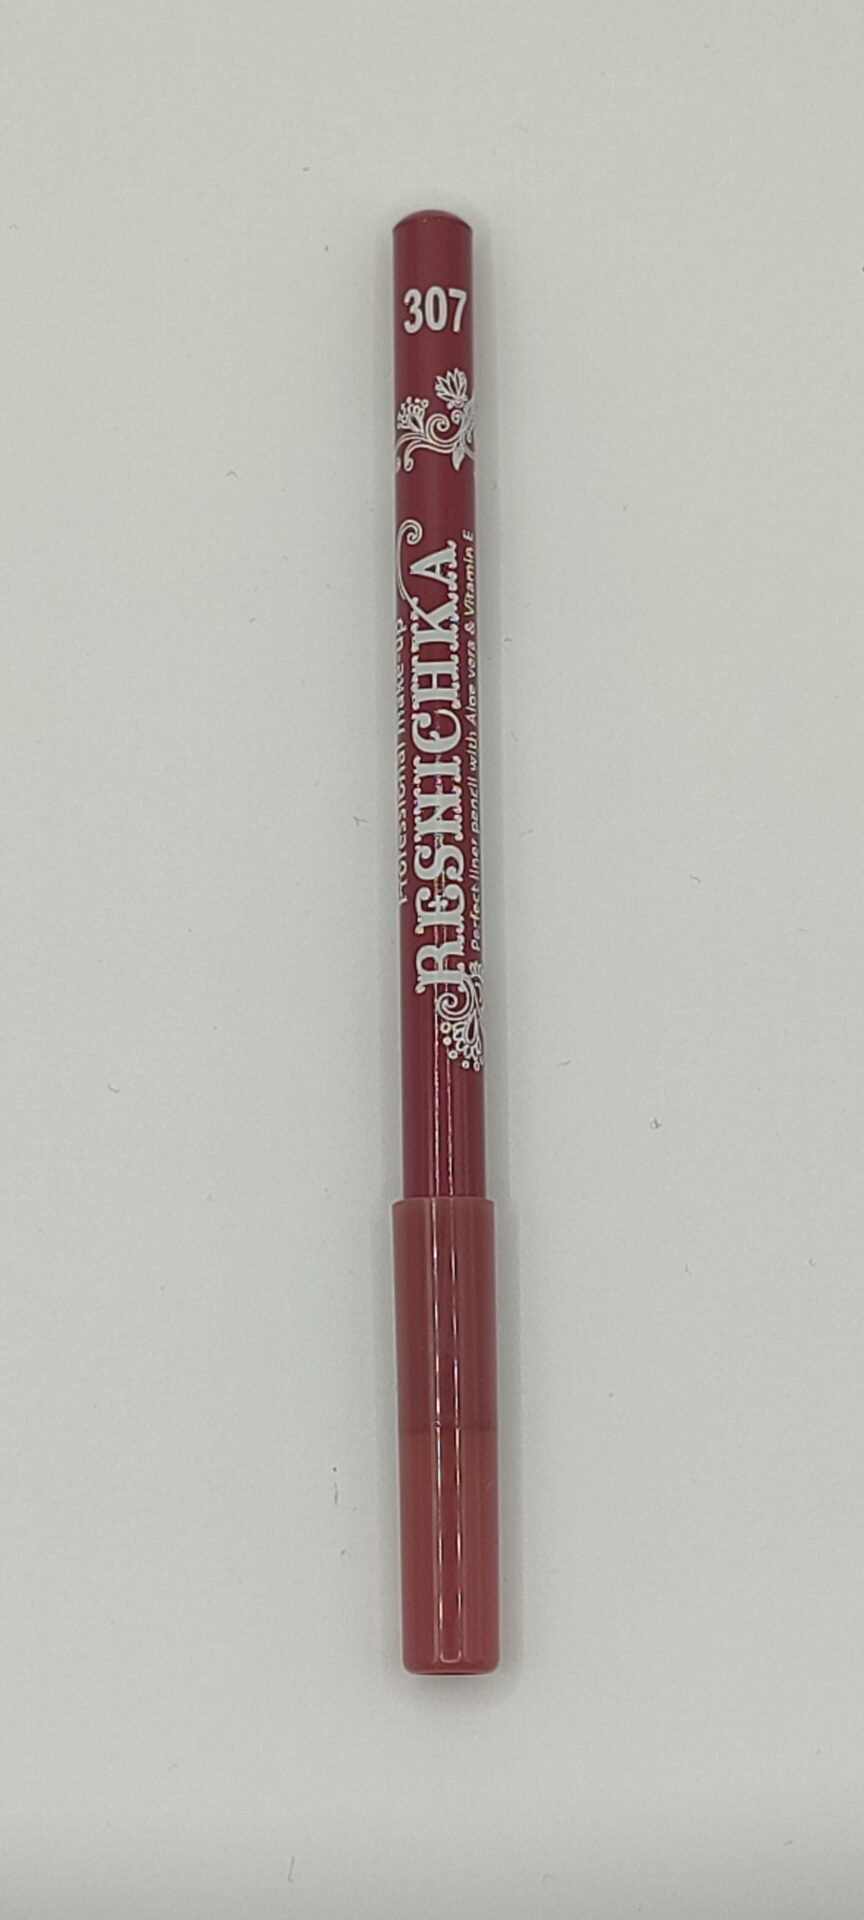 307
Professional make-up
RESNICHKA
Perfect liner pencil with Aloe vera & Vitamin E